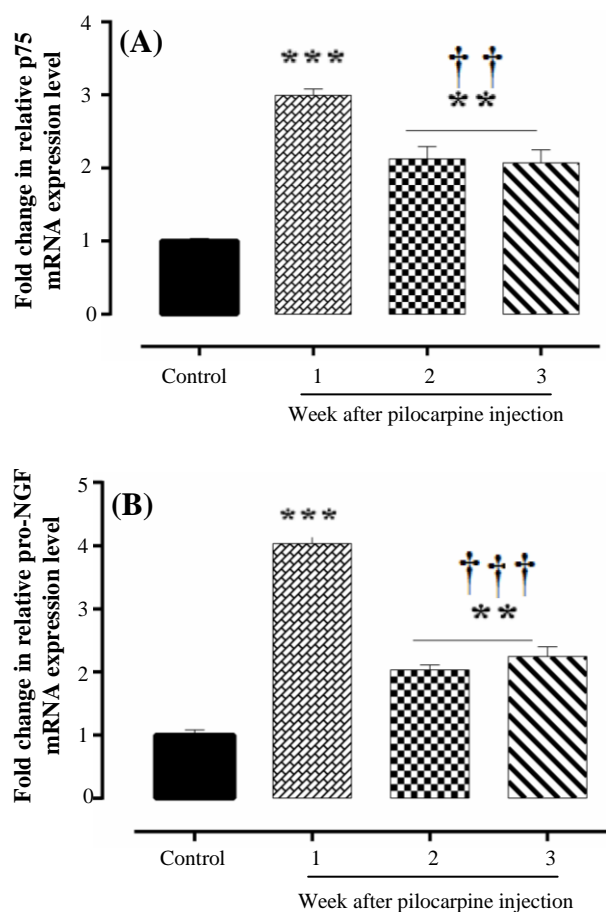 (A)
Fold change in relative p75
mRNA expression level
4
3
2
1
0
***
††
**
Control
1 2 3
Week after pilocarpine injection
(B)
Fold change in relative pro-NGF
mRNA expression level
5
4
3
2
1
0
***
†††
**
Control
1 2 3
Week after pilocarpine injection